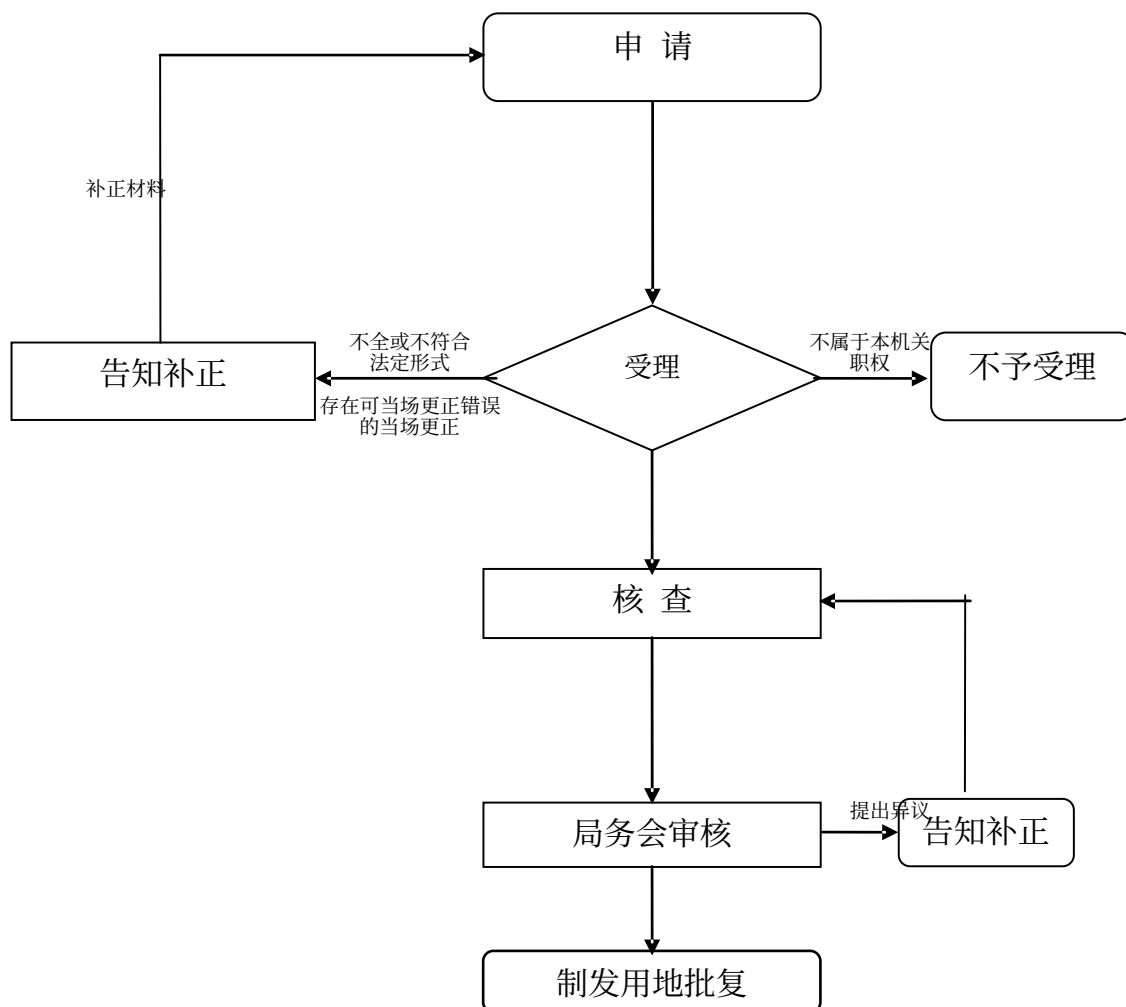 申 请
补正材料
不全或不符合
法定形式
告知补正
存在可当场更正错误
的当场更正
受理
不属于本机关
职权
不予受理
核 查
局务会审核
提出异议
告知补正
制发用地批复